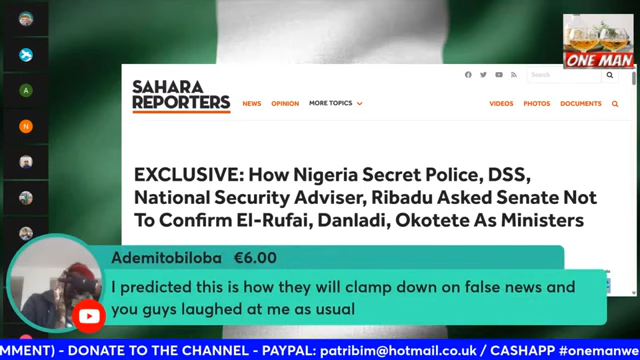 ONE MAN
SAHARA
REPORTERS
NEWS OPINION MORE TOPICS
Search
VIDEOS PHOTOS DOCUMENTS
EXCLUSIVE: How Nigeria Secret Police, DSS,
National Security Adviser, Ribadu Asked Senate Not
To Confirm El-Rufai, Danladi, Okotete As Ministers
A
N
Ademitobiloba €6.00
I predicted this is how they will clamp down on false news and
you guys laughed at me as usual
MMENT) - DONATE TO THE CHANNEL - PAYPAL: patribim@hotmail.co.uk / CASHAPP #onemanwe